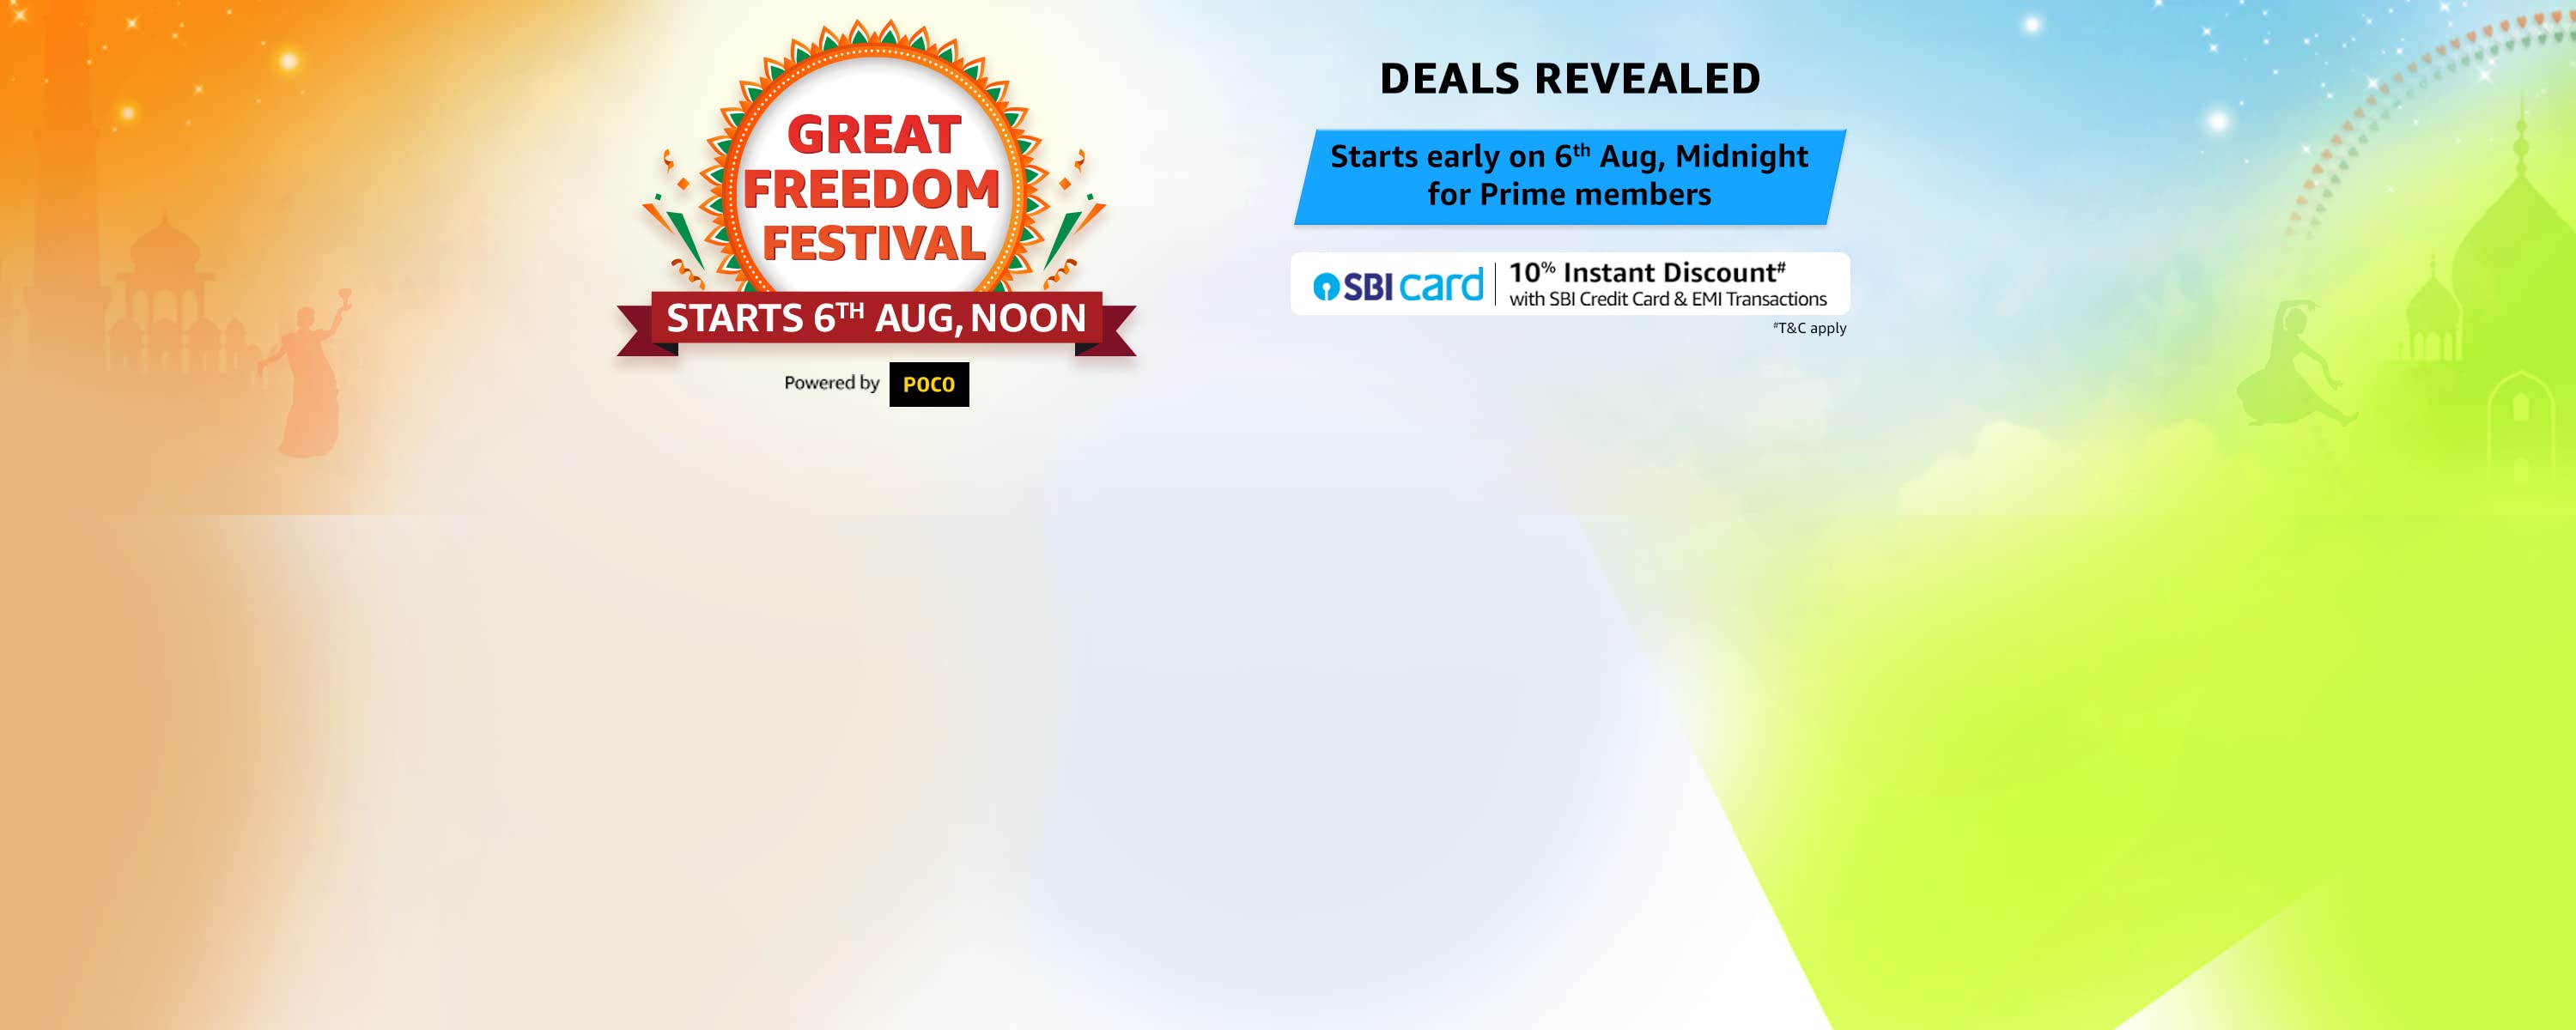 GREAT
FREEDOM
FESTIVAL
STARTS 6TH AUG, NOON
Powered by POCO
DEALS REVEALED
Starts early on 6th Aug, Midnight
for Prime members
SBI card
10% Instant Discount#
with SBI Credit Card & EMI Transactions
#T&C apply